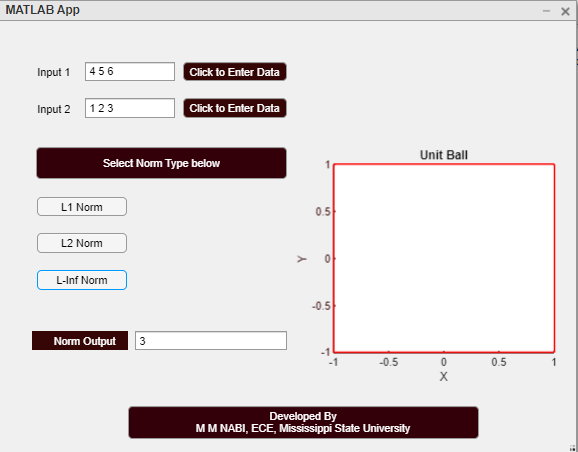 MATLAB App
Input 1 4 5 6 Click to Enter Data
Input 2 1 2 3 Click to Enter Data
Select Norm Type below
L1 Norm
L2 Norm
L-Inf Norm
Norm Output 3
Unit Ball
1
0.5
0
-0.5
-1
Y
-1 -0.5 0 0.5 1
X
Developed By
M M NABI, ECE, Mississippi State University